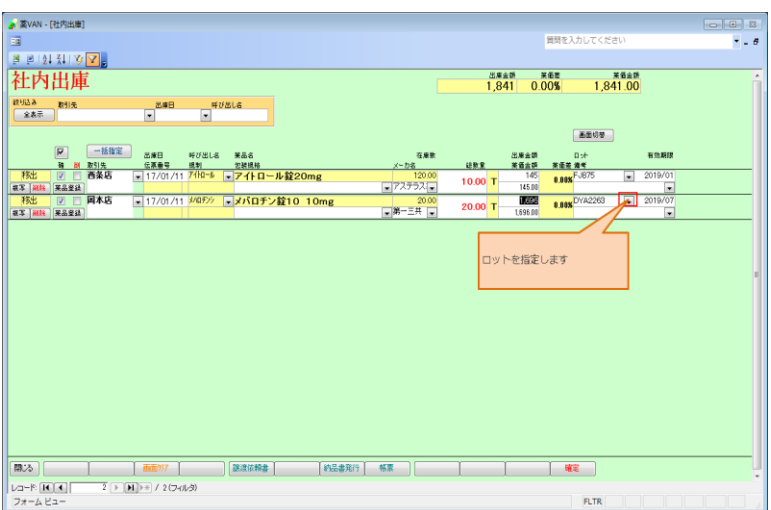 薬VAN - [社内出庫]
質問を入力してください
社内出庫
出庫金額 薬価差 薬価金額
1,841 0.00% 1,841.00
絞り込み 取引先 出庫日 呼び出し名
全表示
画面切替
一括指定 出庫日 呼び出し名 薬品名 在庫数 出庫金額 ロット 有効期限
確 削 取引先 伝票番号 規制 包装規格 メーカ名 総数量 薬価金額 薬価差 備考
移出 西条店 17/01/11 アイトロール アイトロール錠20mg 120.00 10.00 T 145 0.00% FJ875 2019/01
複写 削除 薬品登録 アステラス 145.00
移出 岡本店 17/01/11 メバロチン メバロチン錠10 10mg 20.00 20.00 T 1,696 0.00% DYA2263 2019/07
複写 削除 薬品登録 第一三共 1,696.00
ロットを指定します
閉じる 画面クリア 譲渡依頼書 納品書発行 帳票 確定
レコード: 2 / 2 (フィルタ)
フォーム ビュー FLTR